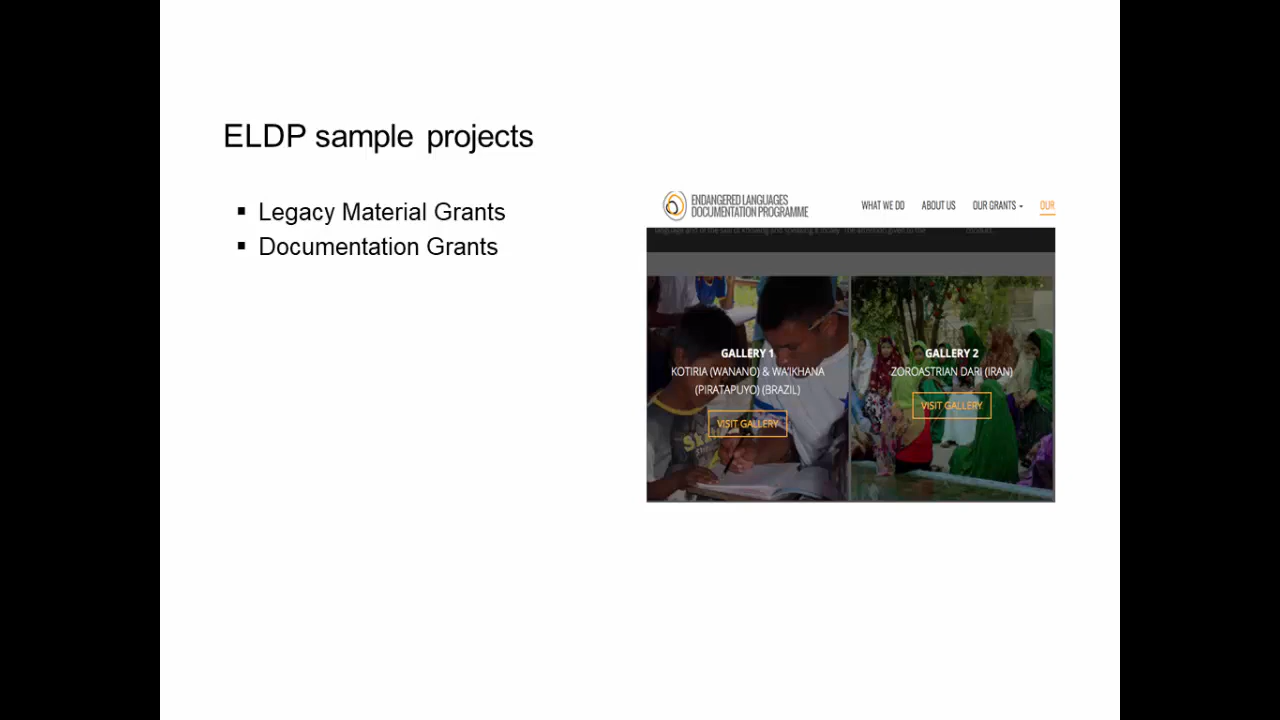 ELDP sample projects
▪ Legacy Material Grants
▪ Documentation Grants
ENDANGERED LANGUAGES
DOCUMENTATION PROGRAMME
WHAT WE DO
ABOUT US
OUR GRANTS
OUR
GALLERY 1
KOTIRIA (WANANO) & WA'IKHANA
(PIRATAPUYO) (BRAZIL)
VISIT GALLERY
GALLERY 2
ZOROASTRIAN DARI (IRAN)
VISIT GALLERY